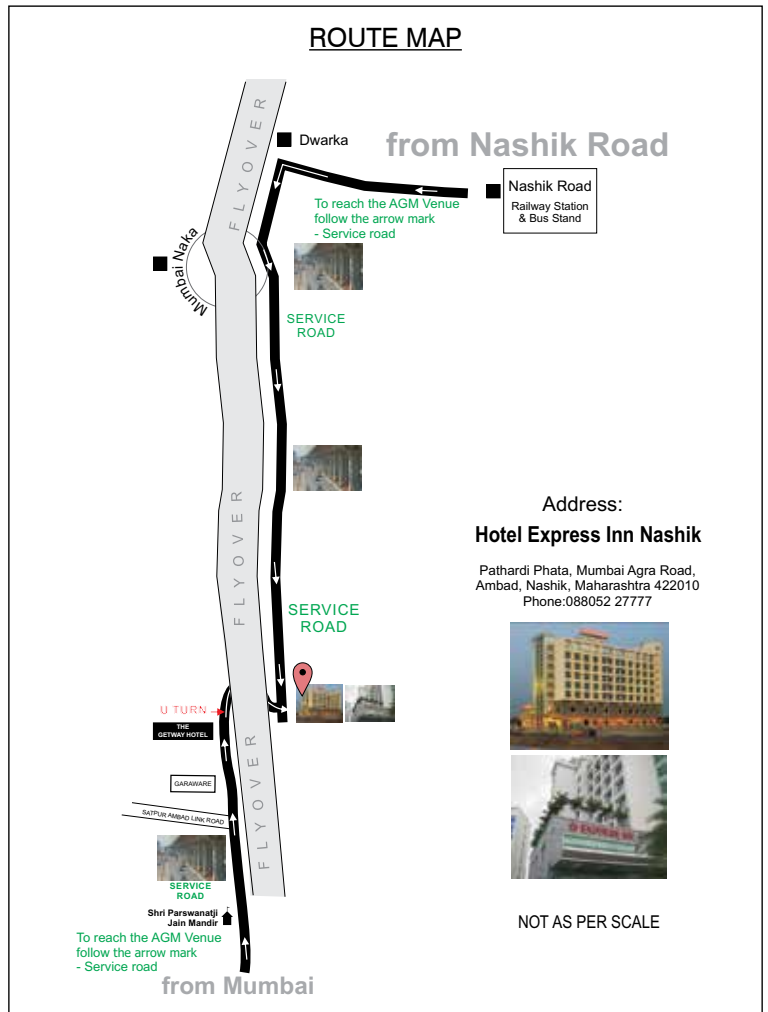 ROUTE MAP
FLYOVER
Dwarka
from Nashik Road
Nashik Road
Railway Station
& Bus Stand
To reach the AGM Venue
follow the arrow mark
- Service road
Mumbai Naka
SERVICE
ROAD
FLYOVER
Address:
Hotel Express Inn Nashik
Pathardi Phata, Mumbai Agra Road,
Ambad, Nashik, Maharashtra 422010
Phone:088052 27777
SERVICE
ROAD
U TURN
THE
GETWAY HOTEL
FLYOVER
GARAWARE
SATPUR AMBAD LINK ROAD
SERVICE
ROAD
Shri Parswanatji
Jain Mandir
To reach the AGM Venue
follow the arrow mark
- Service road
from Mumbai
NOT AS PER SCALE